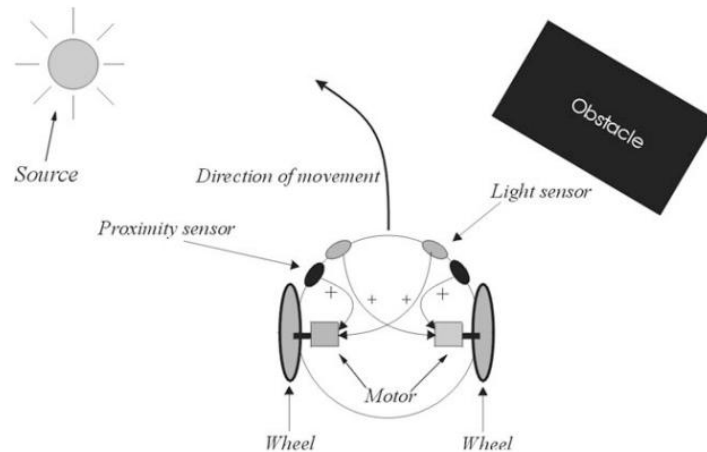 Source
Obstacle
Direction of movement
Light sensor
Proximity sensor
+ + + +
Motor
Wheel Wheel